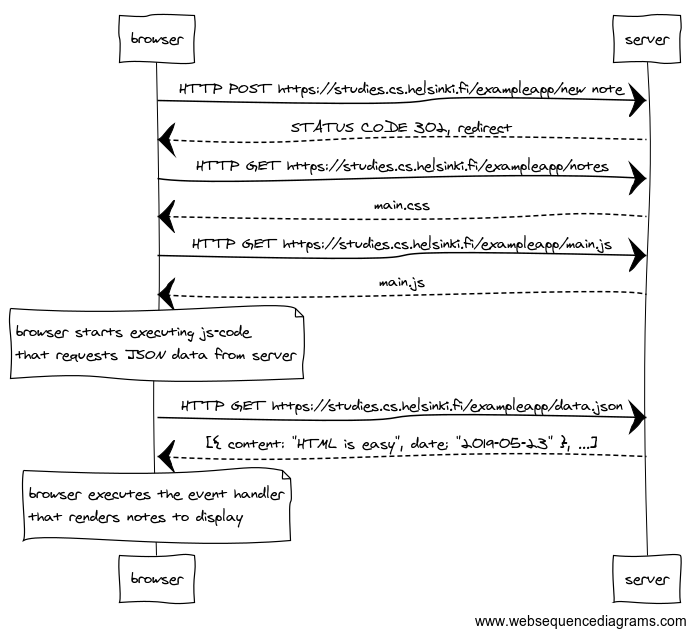 browser
server
HTTP POST https://studies.cs.helsinki.fi/exampleapp/new note
STATUS CODE 302, redirect
HTTP GET https://studies.cs.helsinki.fi/exampleapp/notes
main.css
HTTP GET https://studies.cs.helsinki.fi/exampleapp/main.js
main.js
browser starts executing js-code
that requests JSON data from server
HTTP GET https://studies.cs.helsinki.fi/exampleapp/data.json
[{ content: "HTML is easy", date: "2019-05-23" }, ...]
browser executes the event handler
that renders notes to display
browser
server
www.websequencediagrams.com